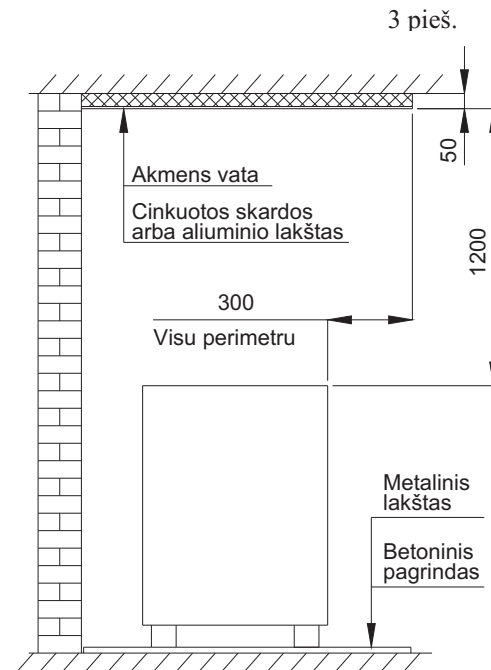 3 pieš.
50
Akmens vata
Cinkuotos skardos
arba aliuminio lakštas
1200
300
Visu perimetru
Metalinis
lakštas
Betoninis
pagrindas